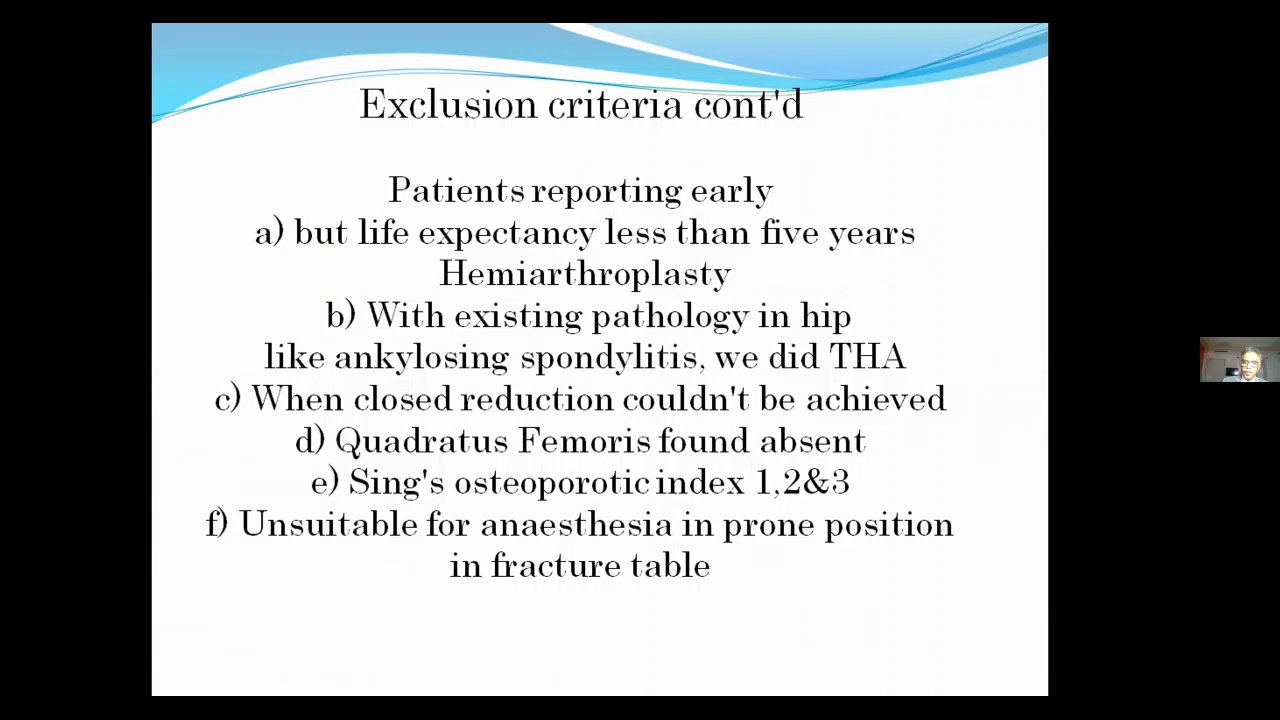 Exclusion criteria cont'd
Patients reporting early
a) but life expectancy less than five years
Hemiarthroplasty
b) With existing pathology in hip
like ankylosing spondylitis, we did THA
c) When closed reduction couldn't be achieved
d) Quadratus Femoris found absent
e) Sing's osteoporotic index 1,2&3
f) Unsuitable for anaesthesia in prone position
in fracture table